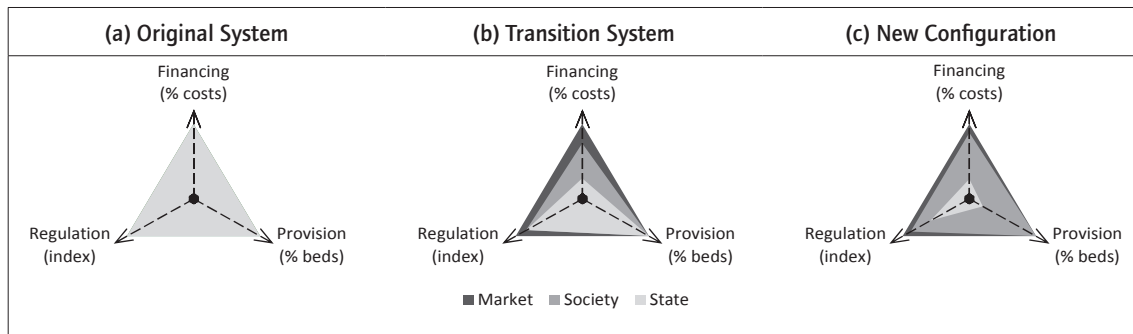 (a) Original System
(b) Transition System
(c) New Configuration
Financing
(% costs)
Regulation
(index)
Provision
(% beds)
Financing
(% costs)
Regulation
(index)
Provision
(% beds)
Financing
(% costs)
Regulation
(index)
Provision
(% beds)
Market Society State